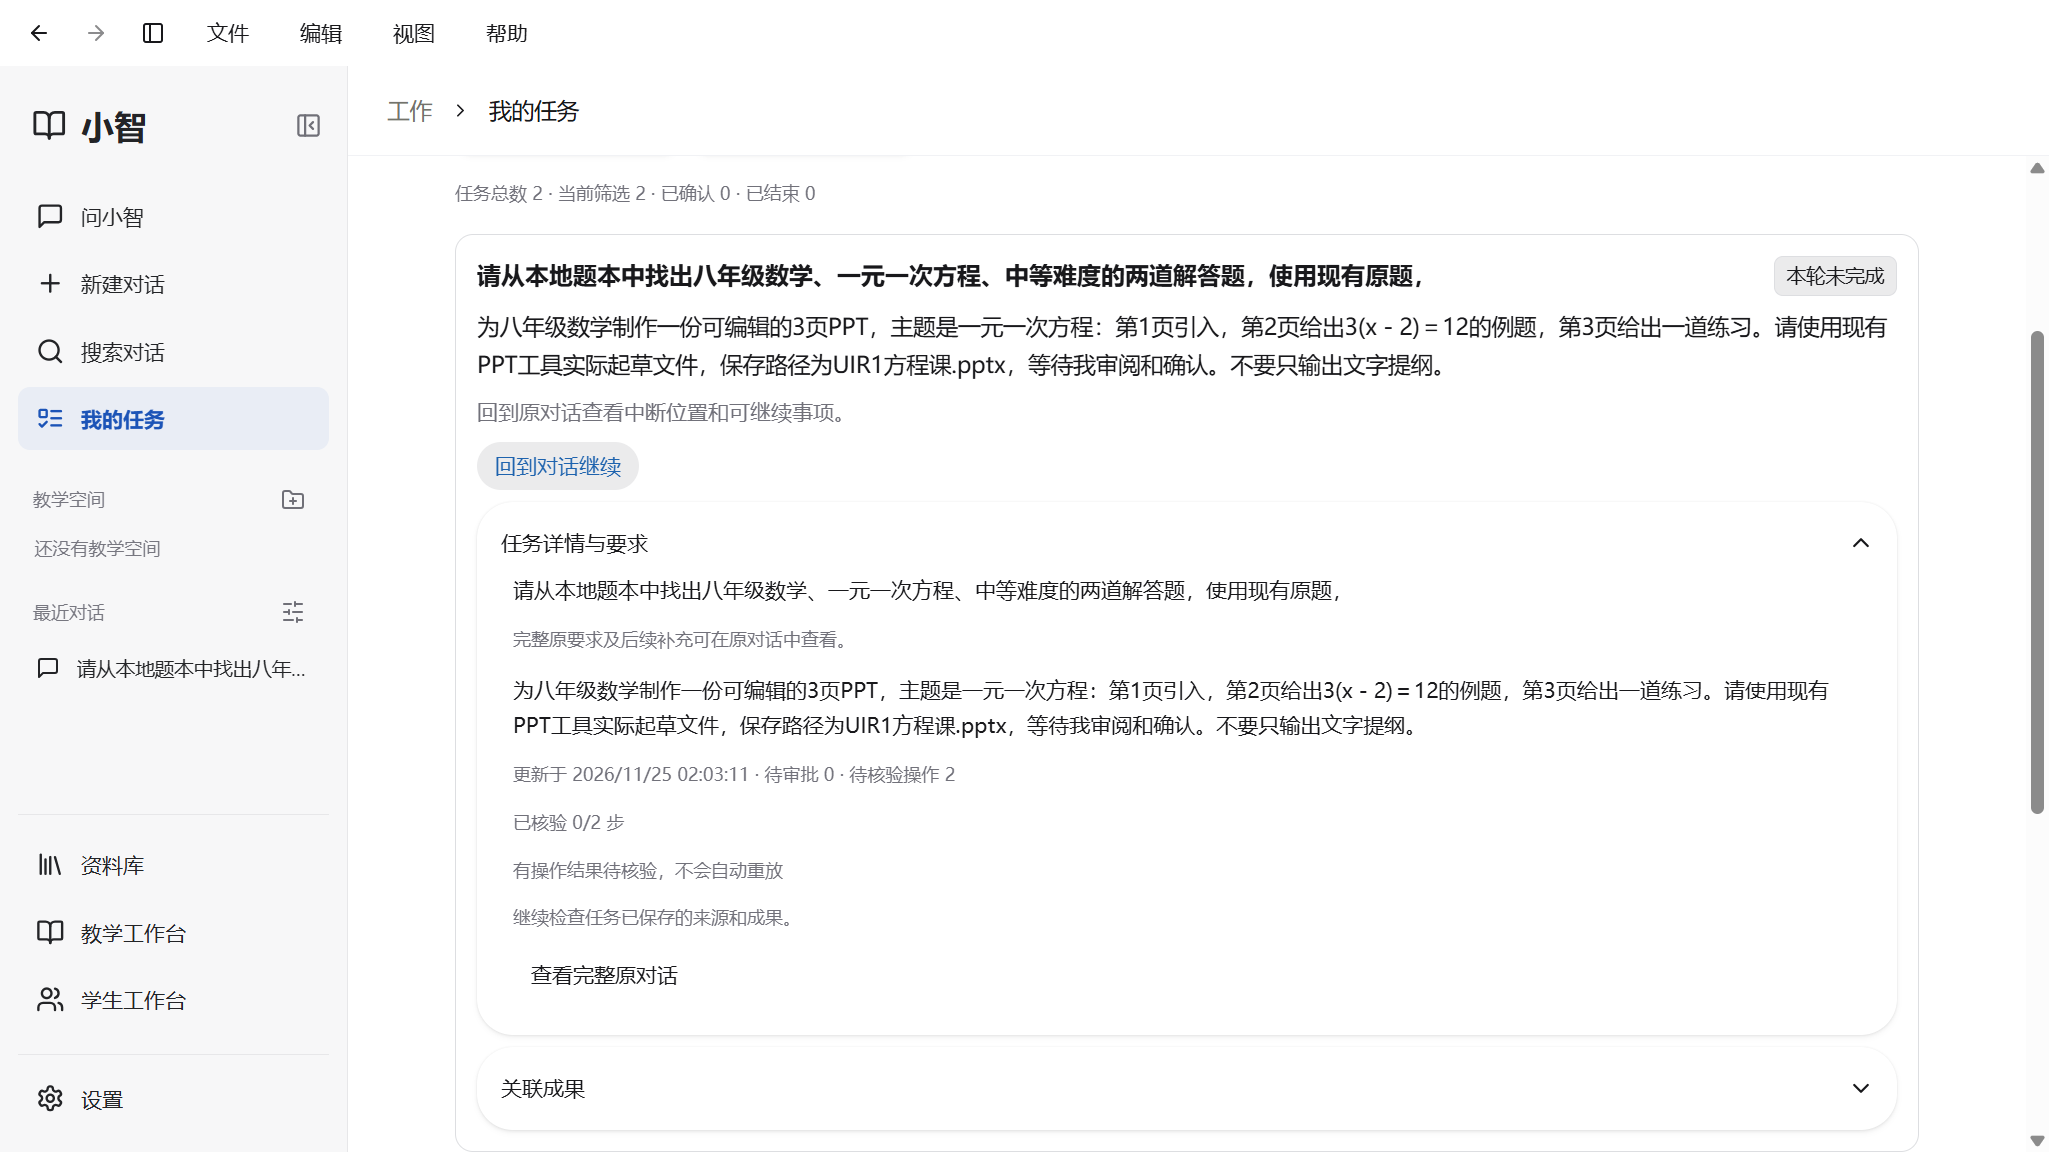 文件 编辑 视图 帮助
小智
工作 > 我的任务
问小智
新建对话
搜索对话
我的任务
教学空间
还没有教学空间
最近对话
请从本地题本中找出八年...
资料库
教学工作台
学生工作台
设置
任务总数 2 · 当前筛选 2 · 已确认 0 · 已结束 0
请从本地题本中找出八年级数学、一元一次方程、中等难度的两道解答题，使用现有原题，
本轮未完成
为八年级数学制作一份可编辑的3页PPT，主题是一元一次方程：第1页引入，第2页给出3(x - 2) = 12的例题，第3页给出一道练习。请使用现有
PPT工具实际起草文件，保存路径为UIR1方程课.pptx，等待我审阅和确认。不要只输出文字提纲。
回到原对话查看中断位置和可继续事项。
回到对话继续
任务详情与要求
请从本地题本中找出八年级数学、一元一次方程、中等难度的两道解答题，使用现有原题，
完整原要求及后续补充可在原对话中查看。
为八年级数学制作一份可编辑的3页PPT，主题是一元一次方程：第1页引入，第2页给出3(x - 2) = 12的例题，第3页给出一道练习。请使用现有
PPT工具实际起草文件，保存路径为UIR1方程课.pptx，等待我审阅和确认。不要只输出文字提纲。
更新于 2026/11/25 02:03:11 · 待审批 0 · 待核验操作 2
已核验 0/2 步
有操作结果待核验，不会自动重放
继续检查任务已保存的来源和成果。
查看完整原对话
关联成果